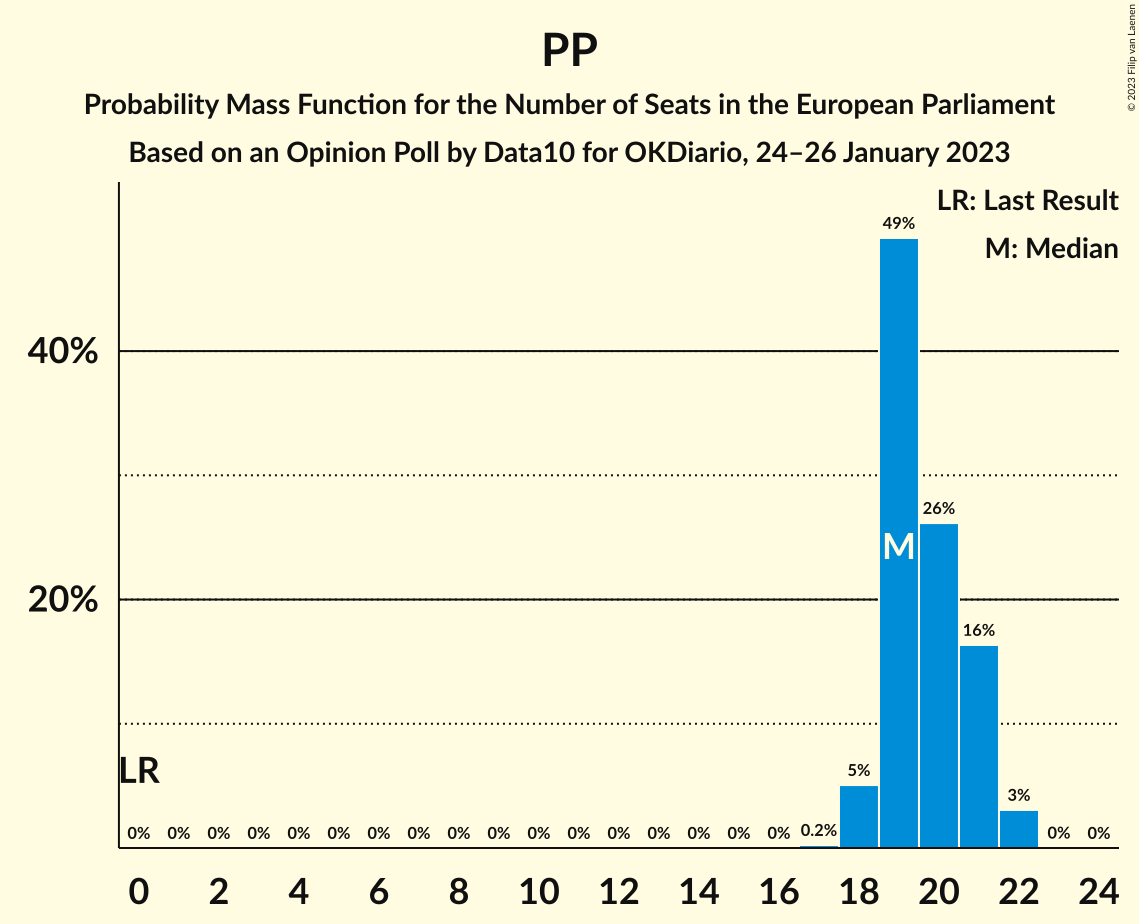 PP
Probability Mass Function for the Number of Seats in the European Parliament
Based on an Opinion Poll by Data10 for OKDiario, 24–26 January 2023
© 2023 Filip van Laenen
LR: Last Result
M: Median
49%
40%
26%
M
20%
16%
LR
5%
3%
0% 0% 0% 0% 0% 0% 0% 0% 0% 0% 0% 0% 0% 0% 0% 0% 0% 0.2% 0% 0%
0 2 4 6 8 10 12 14 16 18 20 22 24